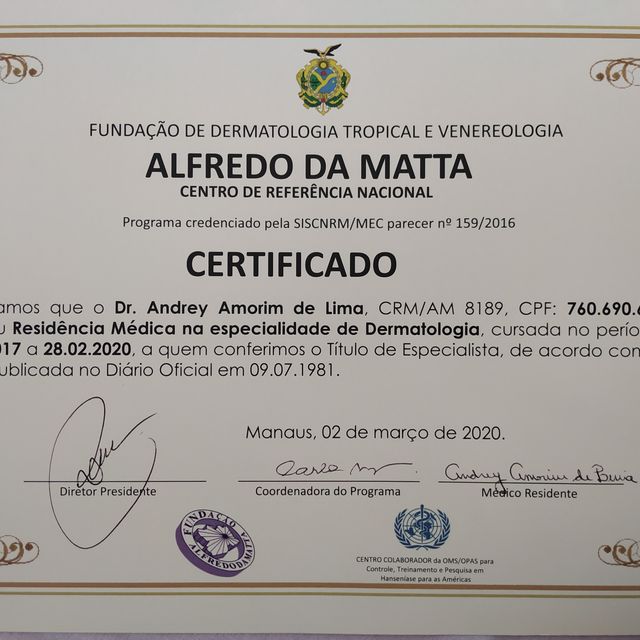 FUNDAÇÃO DE DERMATOLOGIA TROPICAL E VENEREOLOGIA
ALFREDO DA MATTA
CENTRO DE REFERÊNCIA NACIONAL
Programa credenciado pela SISCNRM/MEC parecer nº 159/2016
CERTIFICADO
amos que o Dr. Andrey Amorim de Lima, CRM/AM 8189, CPF: 760.690.6
u Residência Médica na especialidade de Dermatologia, cursada no perío
017 a 28.02.2020, a quem conferimos o Título de Especialista, de acordo com
ublicada no Diário Oficial em 09.07.1981.
Manaus, 02 de março de 2020.
Andrey Amorim de
Diretor Presidente
Coordenadora do Programa
Médico Residente
FUNDAÇÃO
ALFREDO DA MATTA
CENTRO COLABORADOR da OMS/OPAS para
Controle, Treinamento e Pesquisa em
Hanseníase para as Américas